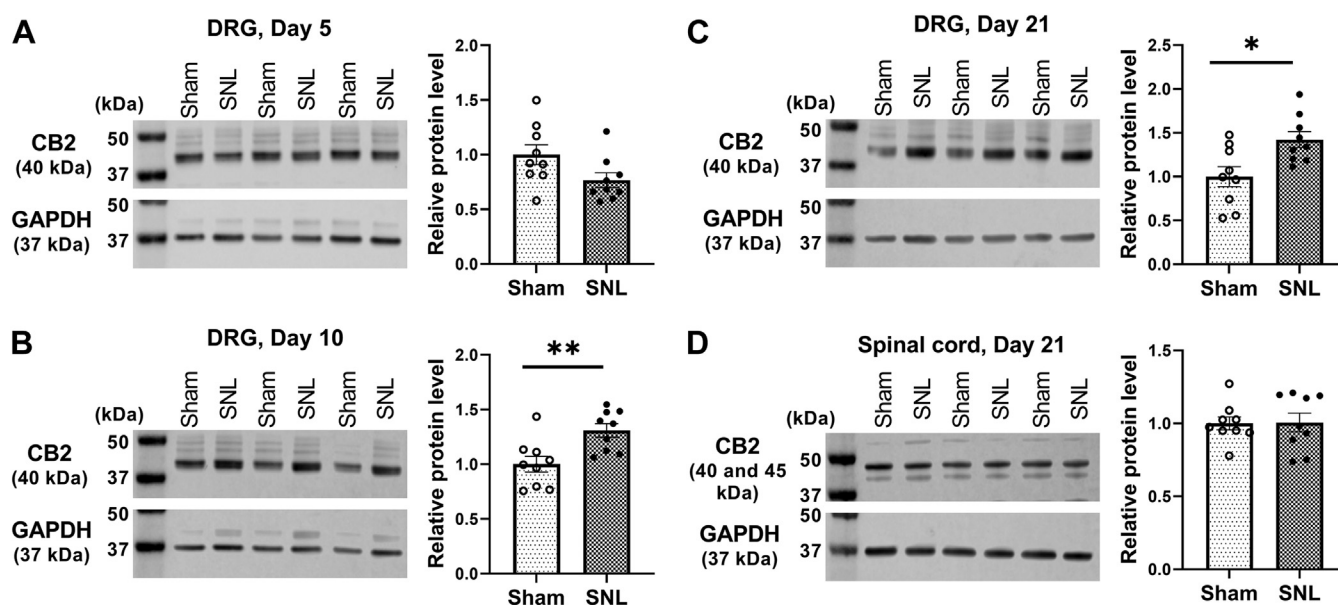 A
DRG, Day 5
Sham
SNL
Sham
SNL
Sham
SNL
(kDa)
CB2
(40 kDa)
50
37
GAPDH
(37 kDa)
50
37
Relaive protein level
2.0
1.5
1.0
0.5
0.0
Sham
SNL
B
DRG, Day 10
Sham
SNL
Sham
SNL
Sham
SNL
(kDa)
CB2
(40 kDa)
50
37
GAPDH
(37 kDa)
50
37
Relative protein level
2.0
1.5
1.0
0.5
0.0
**
Sham
SNL
C
DRG, Day 21
Sham
SNL
Sham
SNL
Sham
SNL
(kDa)
CB2
(40 kDa)
50
37
GAPDH
(37 kDa)
50
37
Relative protein level
2.5
2.0
1.5
1.0
0.5
0.0
*
Sham
SNL
D
Spinal cord, Day 21
Sham
SNL
Sham
SNL
Sham
SNL
(kDa)
CB2
(40 and 45
kDa)
50
37
GAPDH
(37 kDa)
50
37
Relative protein level
1.5
1.0
0.5
0.0
Sham
SNL